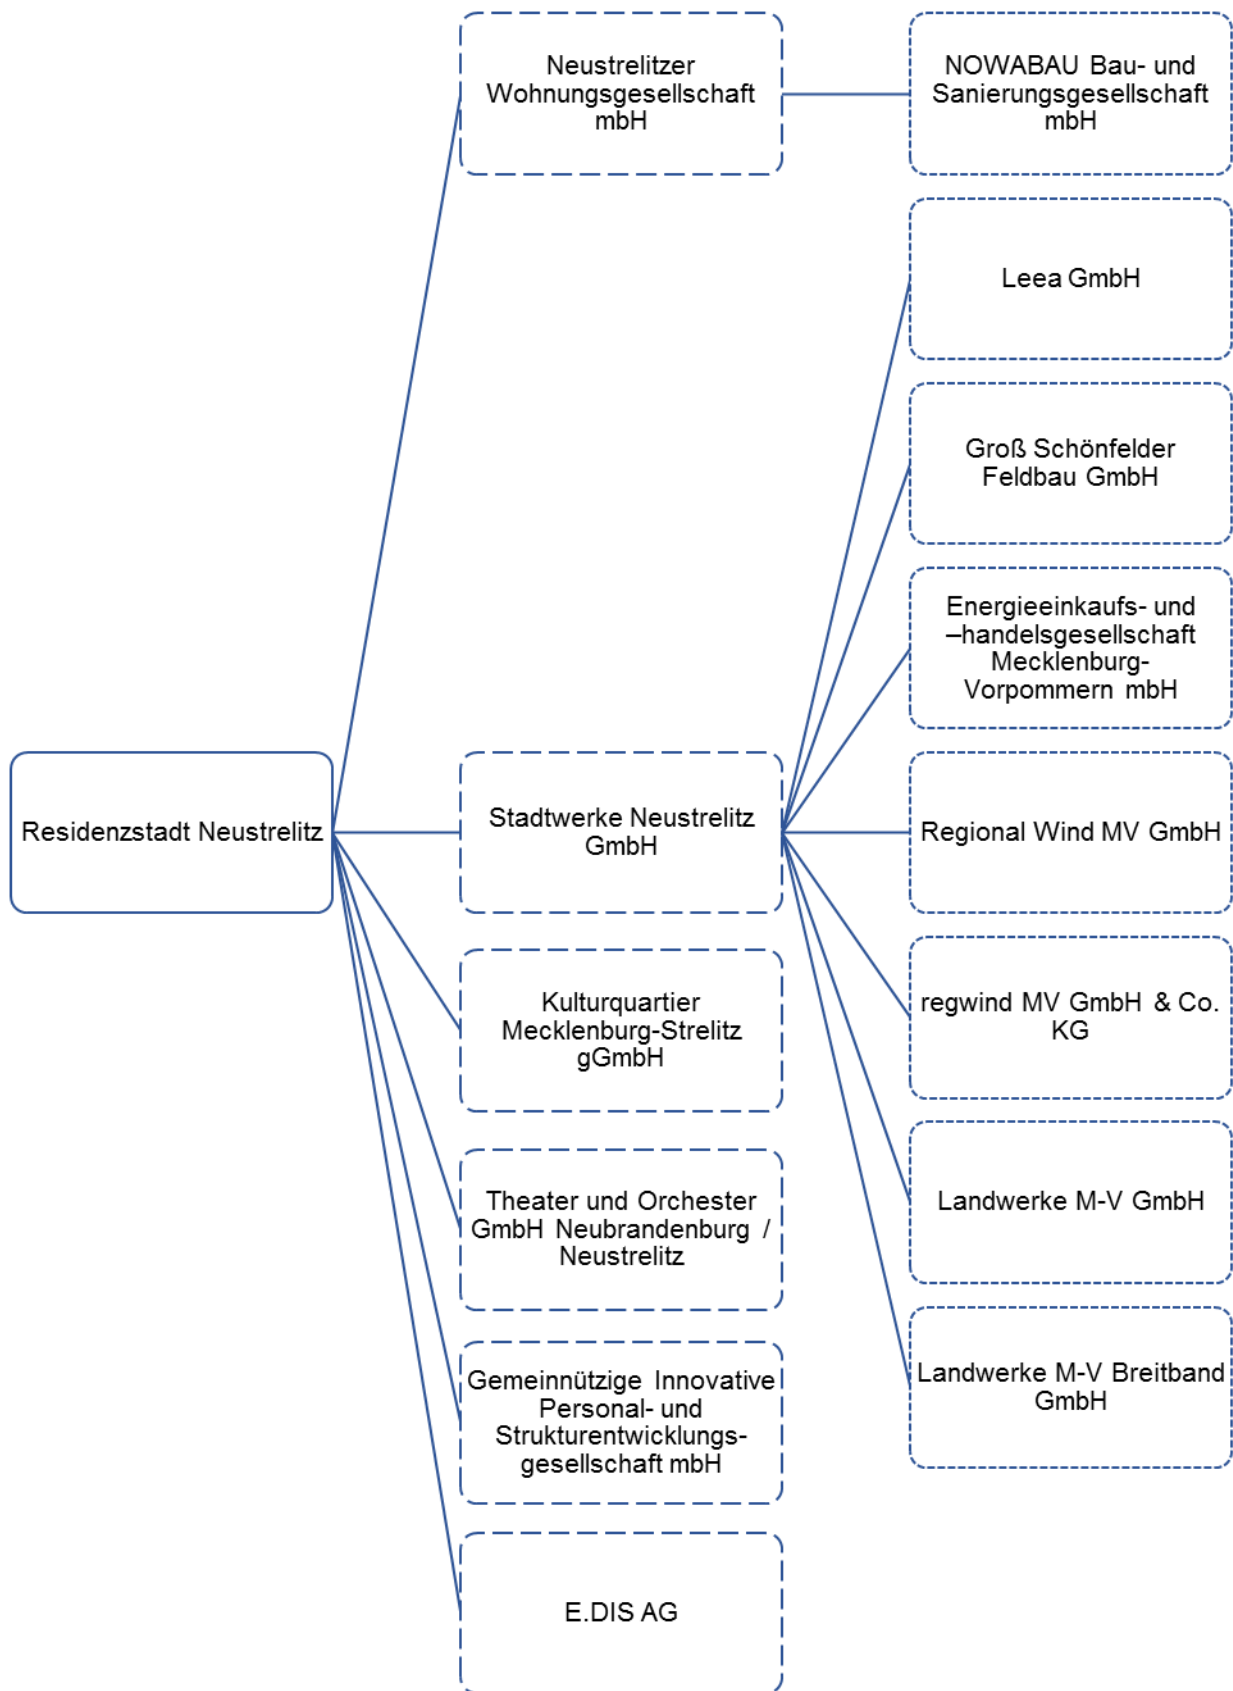 Residenzstadt Neustrelitz
Neustrelitzer
Wohnungsgesellschaft
mbH
NOWABAU Bau- und
Sanierungsgesellschaft
mbH
Stadtwerke Neustrelitz
GmbH
Leea GmbH
Groß Schönfelder
Feldbau GmbH
Energieeinkaufs- und
–handelsgesellschaft
Mecklenburg-
Vorpommern mbH
Regional Wind MV GmbH
regwind MV GmbH & Co.
KG
Landwerke M-V GmbH
Landwerke M-V Breitband
GmbH
Kulturquartier
Mecklenburg-Strelitz
gGmbH
Theater und Orchester
GmbH Neubrandenburg /
Neustrelitz
Gemeinnützige Innovative
Personal- und
Strukturentwicklungs-
gesellschaft mbH
E.DIS AG